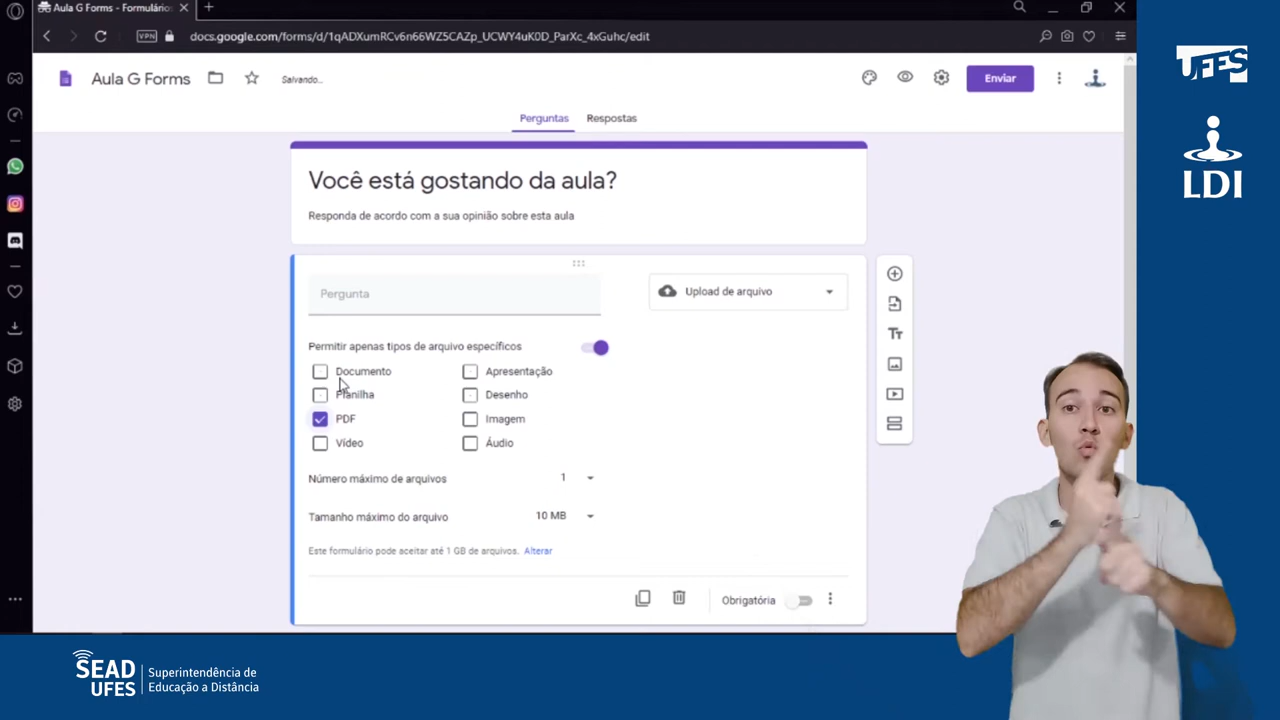 Aula G Forms - Formulários
VPN
docs.google.com/forms/d/1qADXumRCv6n66WZ5CAZp_UCWY4uK0D_ParXc_4xGuhc/edit
Aula G Forms
Salvando...
Enviar
Perguntas
Respostas
Você está gostando da aula?
Responda de acordo com a sua opinião sobre esta aula
Pergunta
Upload de arquivo
Permitir apenas tipos de arquivo específicos
Documento
Apresentação
Planilha
Desenho
PDF
Imagem
Vídeo
Áudio
Número máximo de arquivos
1
Tamanho máximo do arquivo
10 MB
Este formulário pode aceitar até 1 GB de arquivos. Alterar
Obrigatória
Tt
UFES
LDI
SEAD
UFES
Superintendência de
Educação a Distância